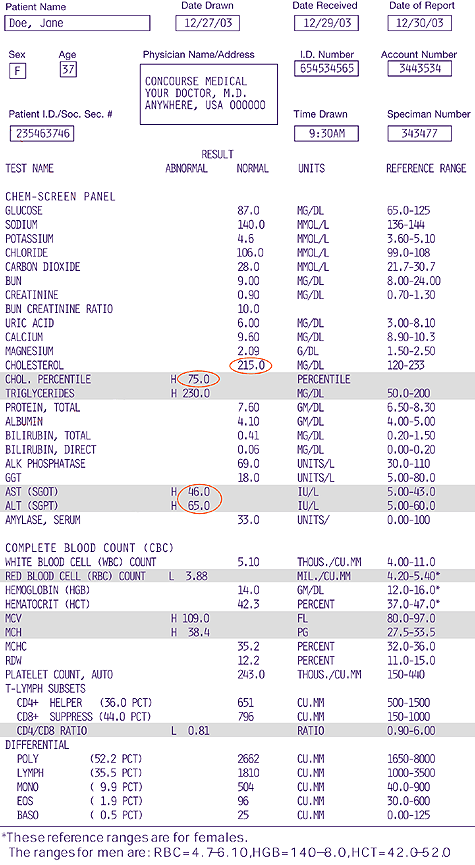 Patient Name Date Drawn Date Received Date of Report
Doe, Jane 12/27/03 12/29/03 12/30/03
Sex Age Physician Name/Address I.D. Number Account Number
F 37 CONCOURSE MEDICAL 654534565 3443534
YOUR DOCTOR, M.D.
ANYWHERE, USA 000000
Patient I.D./Soc. Sec. # Time Drawn Speciman Number
235463746 9:30AM 343477
RESULT
TEST NAME ABNORMAL NORMAL UNITS REFERENCE RANGE
CHEM-SCREEN PANEL
GLUCOSE 87.0 MG/DL 65.0-125
SODIUM 140.0 MMOL/L 136-144
POTASSIUM 4.6 MMOL/L 3.60-5.10
CHLORIDE 106.0 MMOL/L 99.0-108
CARBON DIOXIDE 28.0 MMOL/L 21.7-30.7
BUN 9.00 MG/DL 8.00-24.00
CREATININE 0.90 MG/DL 0.70-1.30
BUN CREATININE RATIO 10.0
URIC ACID 6.00 MG/DL 3.00-8.10
CALCIUM 9.60 MG/DL 8.90-10.3
MAGNESIUM 2.09 G/DL 1.50-2.50
CHOLESTEROL 215.0 MG/DL 120-233
CHOL. PERCENTILE H 75.0 PERCENTILE
TRIGLYCERIDES H 230.0 MG/DL 50.0-200
PROTEIN, TOTAL 7.60 GM/DL 6.50-8.30
ALBUMIN 4.10 GM/DL 4.00-5.00
BILIRUBIN, TOTAL 0.41 MG/DL 0.20-1.50
BILIRUBIN, DIRECT 0.06 MG/DL 0.00-0.20
ALK PHOSPHATASE 69.0 UNITS/L 30.0-110
GGT 18.0 UNITS/L 5.00-80.0
AST (SGOT) H 46.0 IU/L 5.00-43.0
ALT (SGPT) H 65.0 IU/L 5.00-60.0
AMYLASE, SERUM 33.0 UNITS/ 0.00-100
COMPLETE BLOOD COUNT (CBC)
WHITE BLOOD CELL (WBC) COUNT 5.10 THOUS./CU.MM 4.00-11.0
RED BLOOD CELL (RBC) COUNT L 3.88 MIL./CU.MM 4.20-5.40*
HEMOGLOBIN (HGB) 14.0 GM/DL 12.0-16.0*
HEMATOCRIT (HCT) 42.3 PERCENT 37.0-47.0*
MCV H 109.0 FL 80.0-97.0
MCH H 38.4 PG 27.5-33.5
MCHC 35.2 PERCENT 32.0-36.0
RDW 12.2 PERCENT 11.0-15.0
PLATELET COUNT, AUTO 243.0 THOUS./CU.MM 150-440
T-LYMPH SUBSETS
CD4+ HELPER (36.0 PCT) 651 CU.MM 500-1500
CD8+ SUPPRESS (44.0 PCT) 796 CU.MM 150-1000
CD4/CD8 RATIO L 0.81 RATIO 0.90-6.00
DIFFERENTIAL
POLY (52.2 PCT) 2662 CU.MM 1650-8000
LYMPH (35.5 PCT) 1810 CU.MM 1000-3500
MONO ( 9.9 PCT) 504 CU.MM 40.0-900
EOS ( 1.9 PCT) 96 CU.MM 30.0-600
BASO ( 0.5 PCT) 25 CU.MM 0.00-125
*These reference ranges are for females.
The ranges for men are: RBC=4.7-6.10,HGB=140-8.0,HCT=42.0-52.0